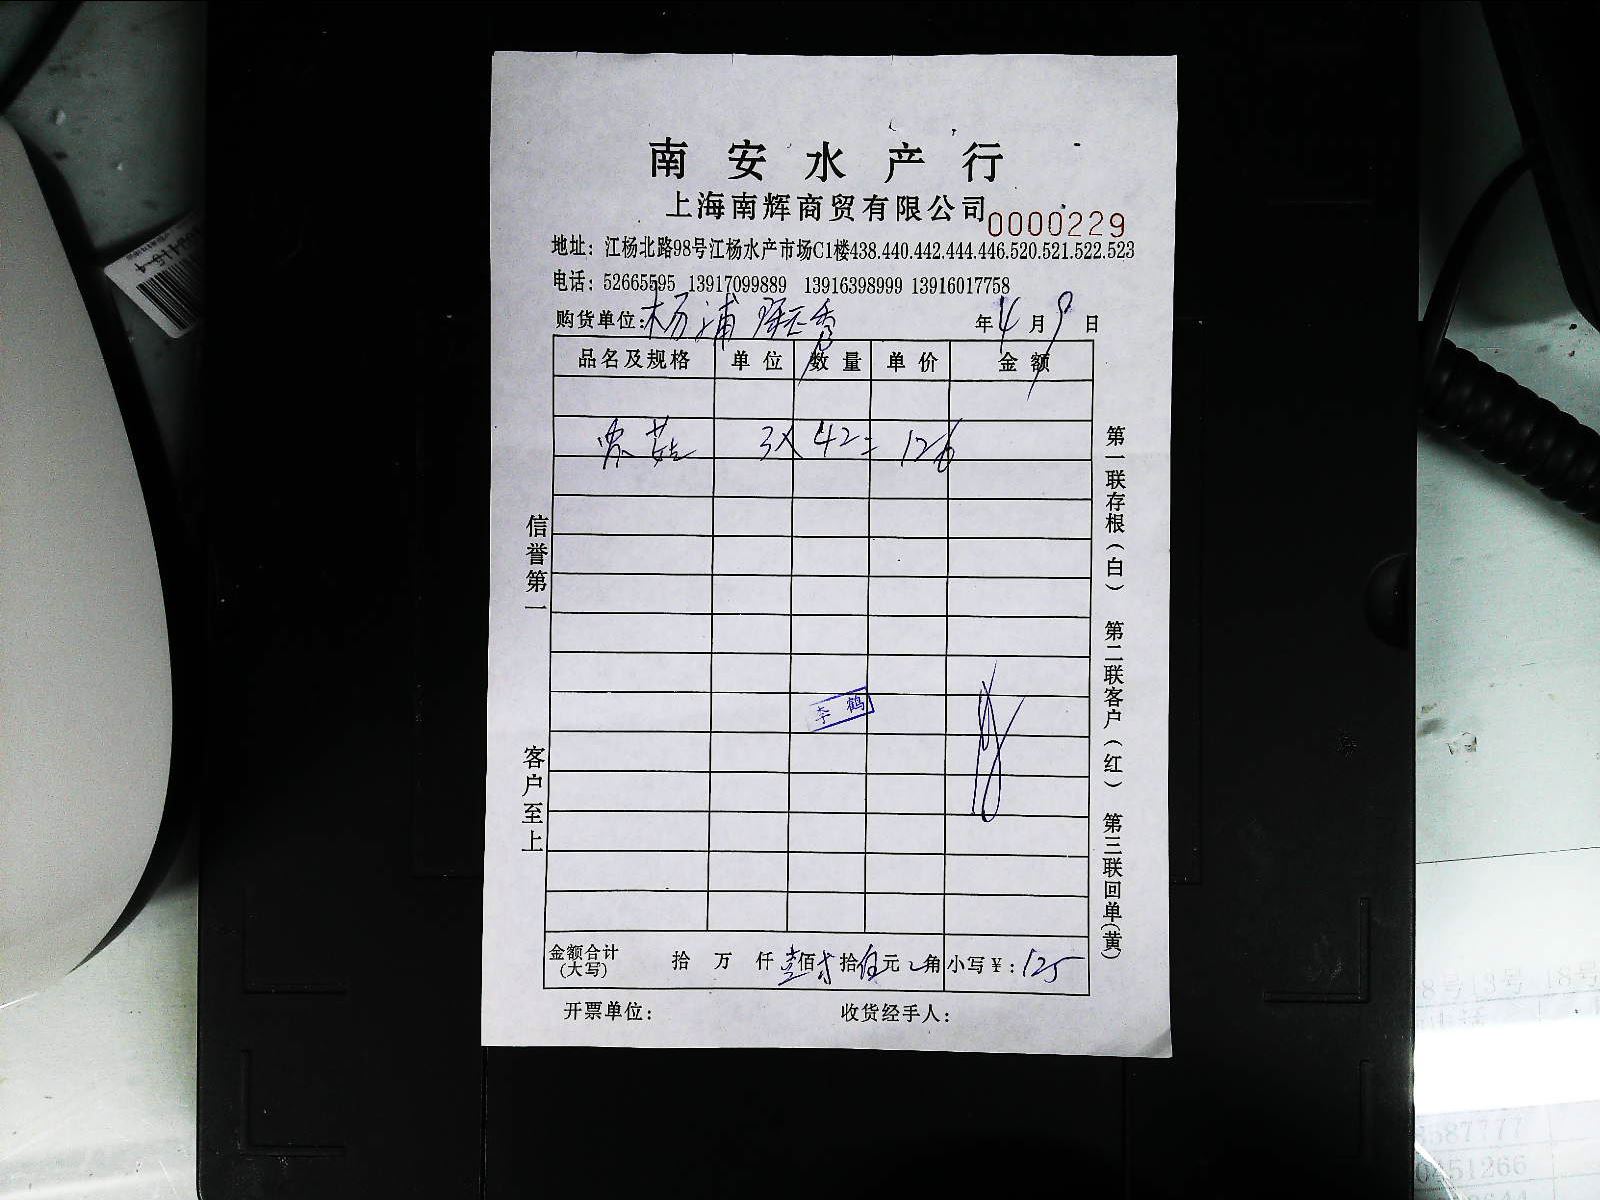 南安水产行
上海南辉商贸有限公司 0000229
地址：江杨北路98号江杨水产市场C1楼438.440.442.444.446.520.521.522.523
电话：52665595 13917099889 13916398999 13916017758
购货单位：杨浦 秀 年4月9日
品名及规格 单位 数量 单价 金额
菇 3× 42= 126
信誉第一
客户至上
李鹤
第一联存根（白） 第二联客户（红） 第三联回单（黄）
金额合计（大写） 拾 万 仟 壹佰 拾 伍元 角 小写￥：125
开票单位： 收货经手人：